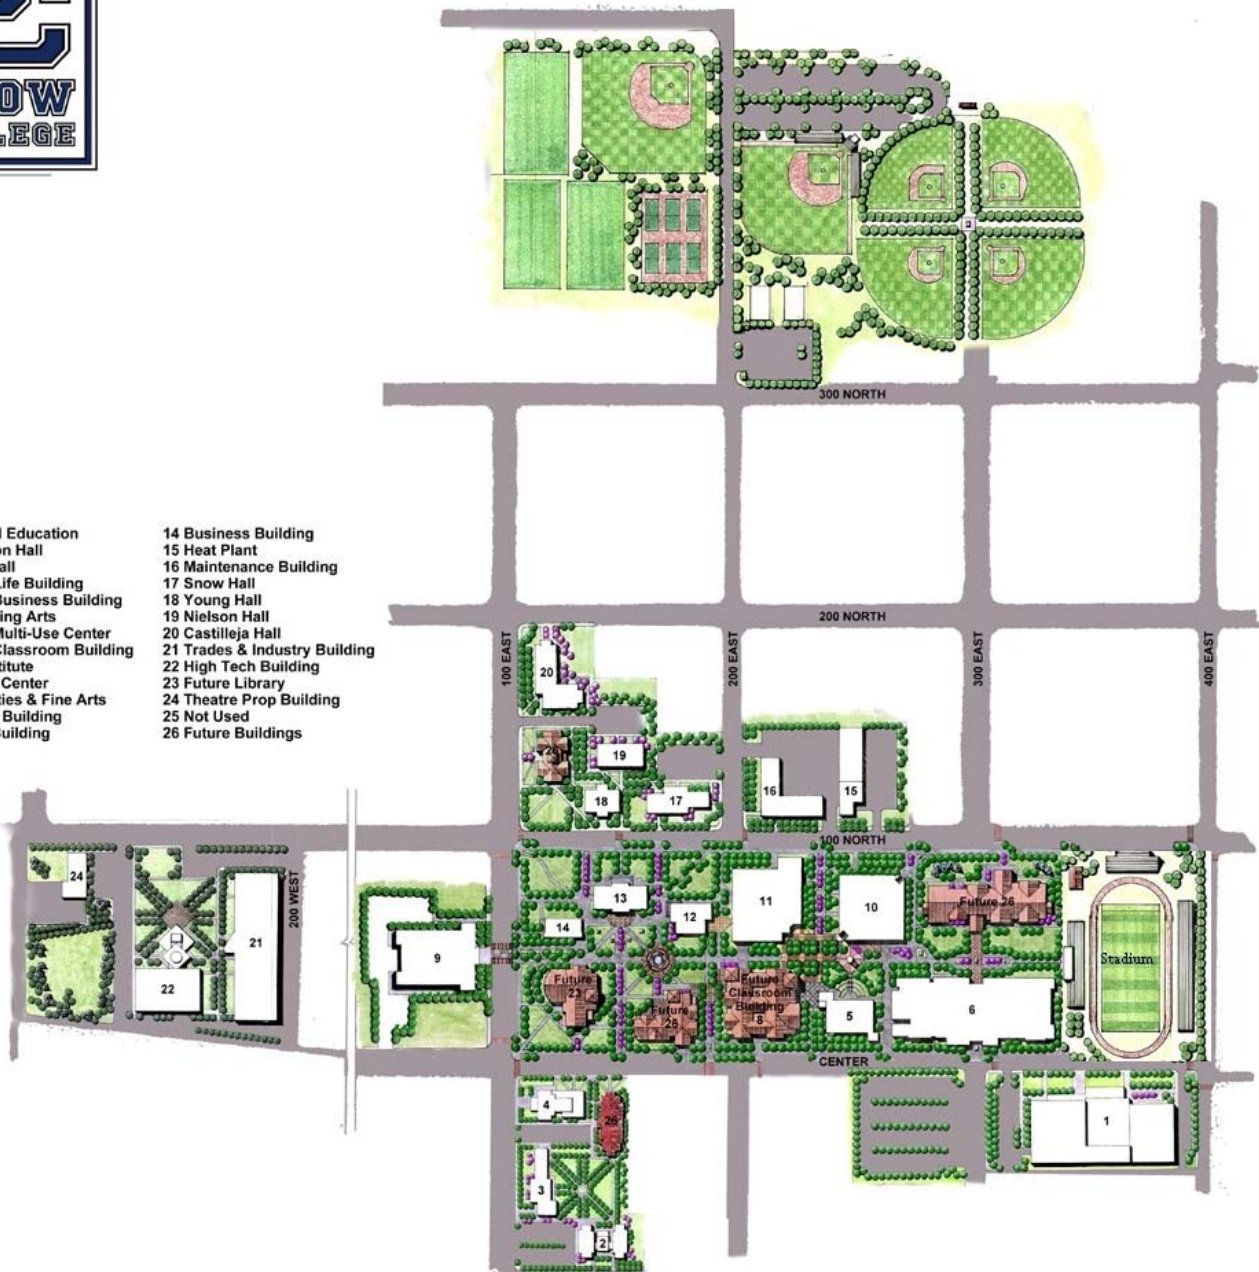 OW
LEGE
300 NORTH
200 NORTH
100 EAST
200 EAST
300 EAST
400 EAST
l Education
on Hall
all
Life Building
Business Building
ing Arts
Multi-Use Center
Classroom Building
titute
Center
ties & Fine Arts
Building
Building
14 Business Building
15 Heat Plant
16 Maintenance Building
17 Snow Hall
18 Young Hall
19 Nielson Hall
20 Castilleja Hall
21 Trades & Industry Building
22 High Tech Building
23 Future Library
24 Theatre Prop Building
25 Not Used
26 Future Buildings
20
26
19
18
17
16
15
100 NORTH
24
200 WEST
21
22
9
13
14
12
11
10
Future 26
Stadium
Future
23
Future
26
Future
Classroom
Building
8
5
6
CENTER
4
26
3
2
1